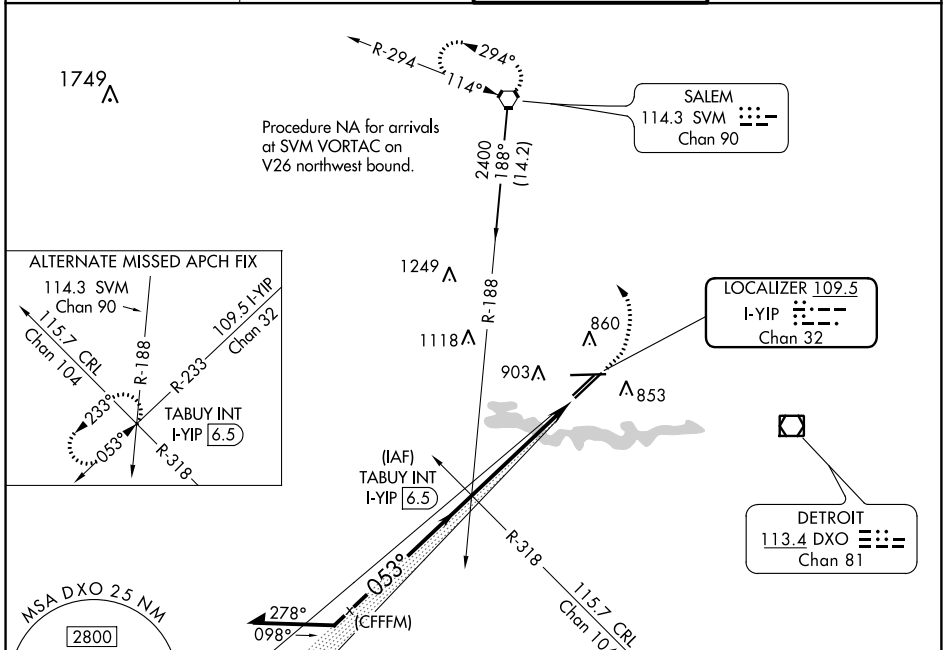 1749
R-294
294°
114°
SALEM
114.3 SVM
Chan 90
Procedure NA for arrivals
at SVM VORTAC on
V26 northwest bound.
2400
188°
(14.2)
ALTERNATE MISSED APCH FIX
114.3 SVM
Chan 90
109.5 I-YIP
Chan 32
115.7 CRL
Chan 104
R-188
R-233
233°
053°
TABUY INT
I-YIP 6.5
R-318
1249
R-188
1118
860
903
853
LOCALIZER 109.5
I-YIP
Chan 32
(IAF)
TABUY INT
I-YIP 6.5
R-318
DETROIT
113.4 DXO
Chan 81
053°
115.7 CRL
278°
098°
(CFFFM)
MSA DXO 25 NM
2800